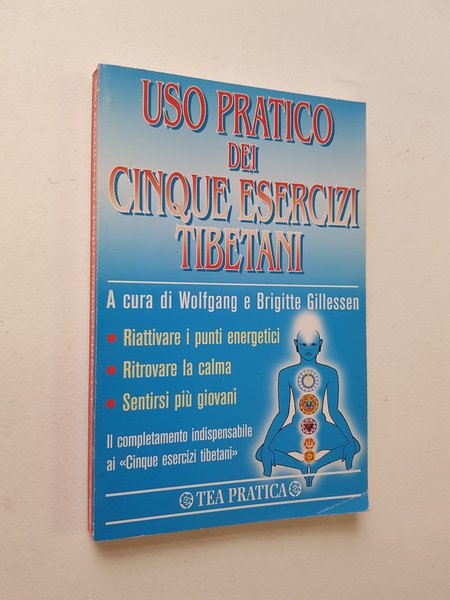 USO PRATICO
DEI
CINQUE ESERCIZI
TIBETANI
A cura di Wolfgang e Brigitte Gillessen
• Riattivare i punti energetici
• Ritrovare la calma
• Sentirsi più giovani
Il completamento indispensabile
ai «Cinque esercizi tibetani»
TEA PRATICA